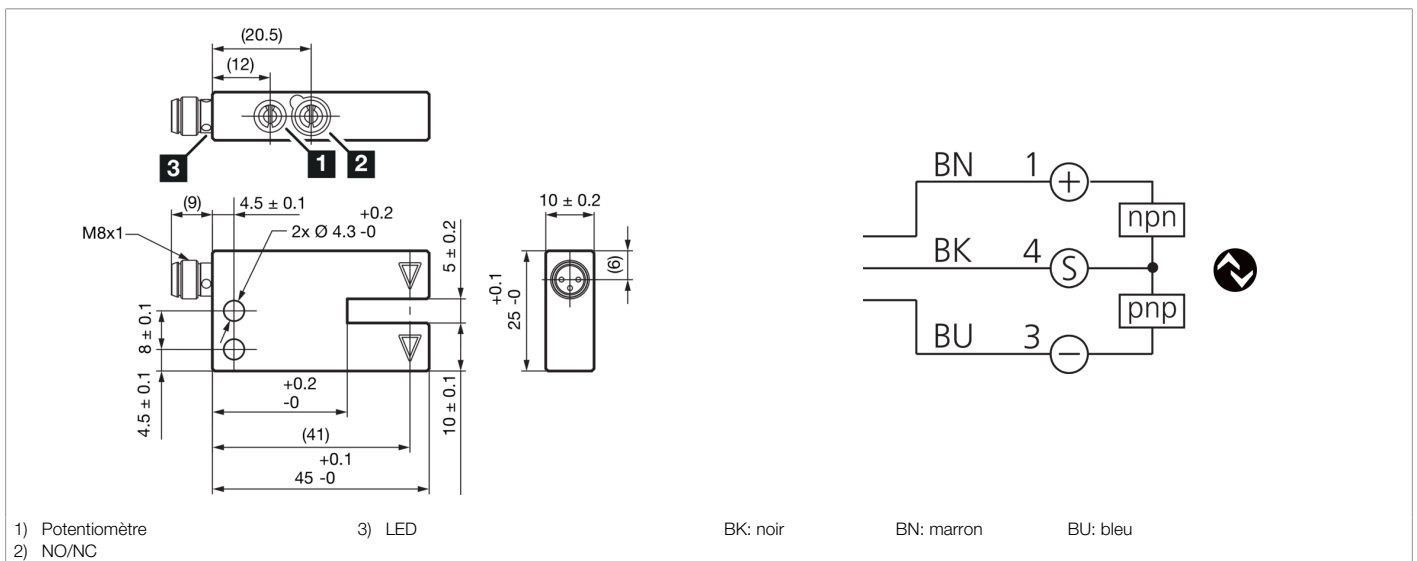 (20.5)
(12)
3
1
2
(9)
4.5 ± 0.1
+0.2
2x Ø 4.3 -0
M8x1
5 ± 0.2
8 ± 0.1
4.5 ± 0.1
+0.2
-0
10 ± 0.1
(41)
+0.1
45 -0
10 ± 0.2
(6)
+0.1
25 -0
BN 1 +
npn
BK 4 S
pnp
BU 3 −
1) Potentiomètre
3) LED
BK: noir
BN: marron
BU: bleu
2) NO/NC